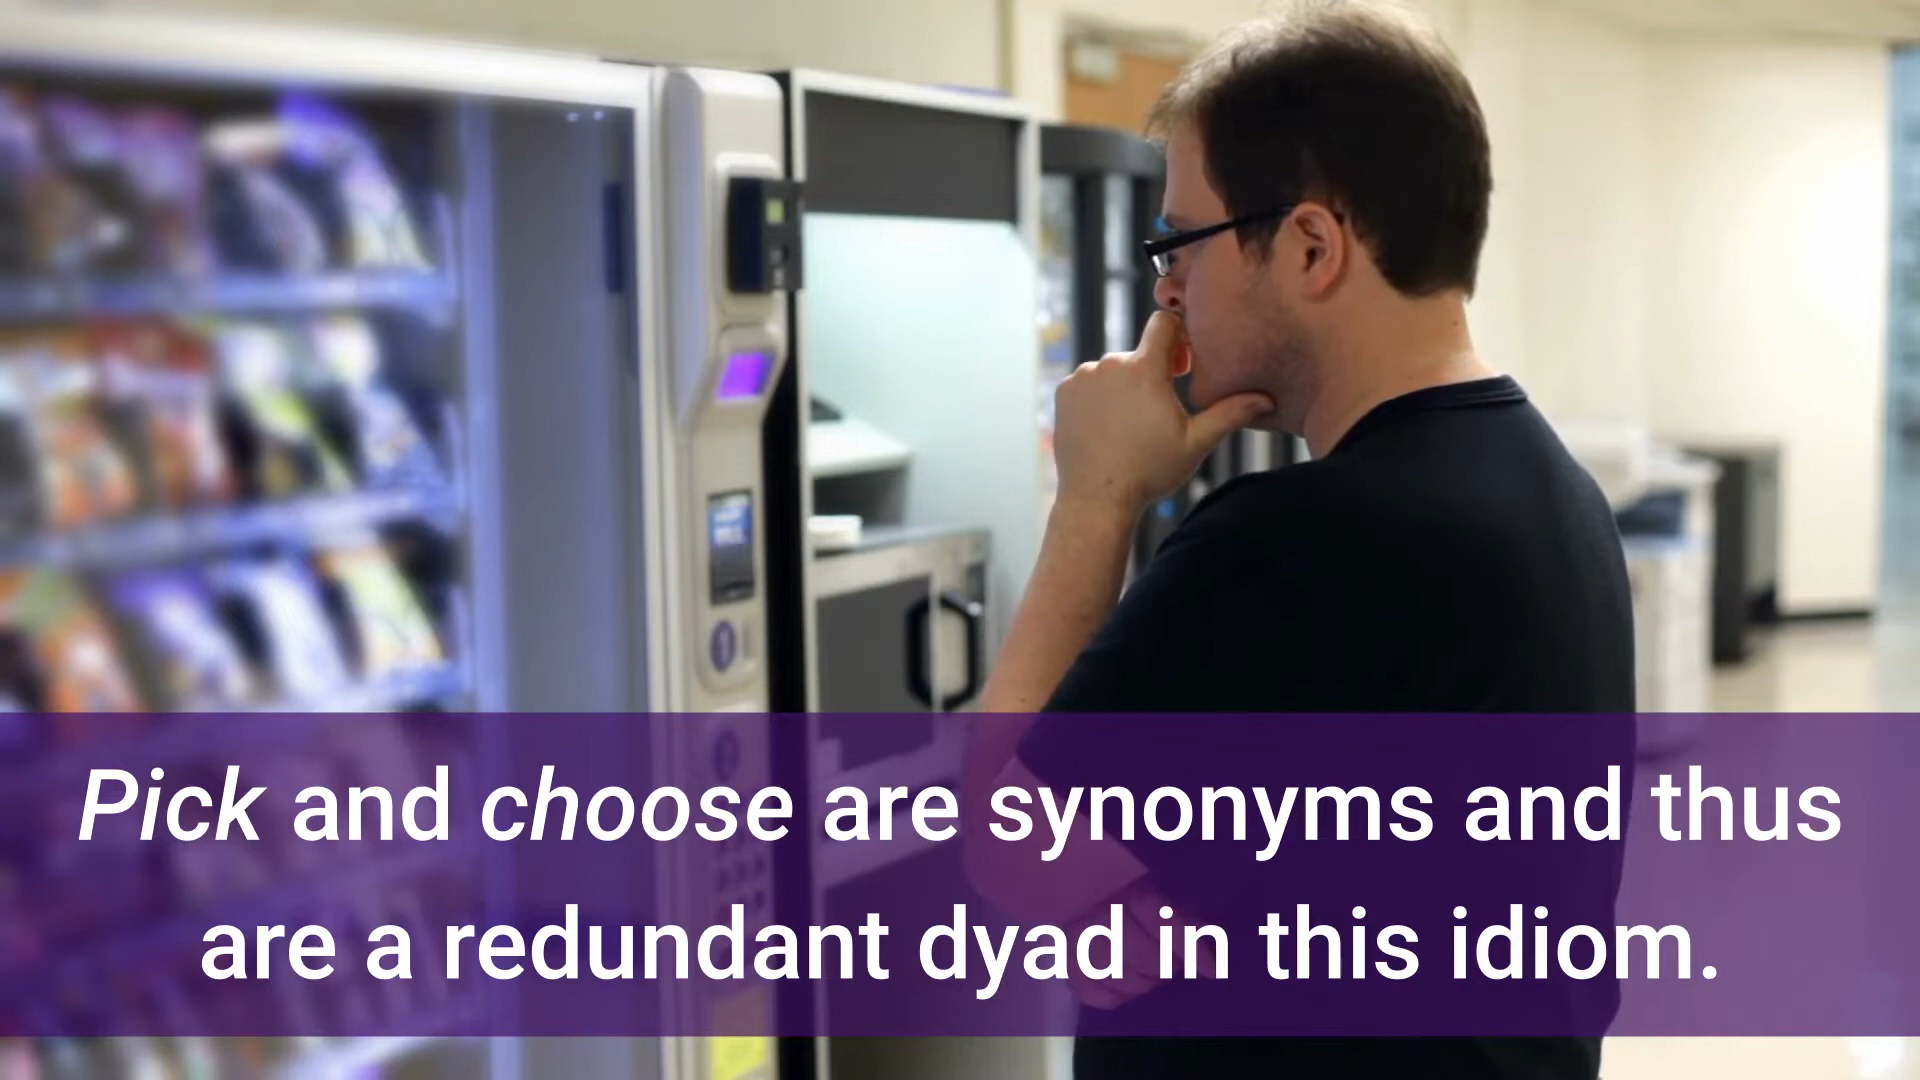 Pick and choose are synonyms and thus
are a redundant dyad in this idiom.